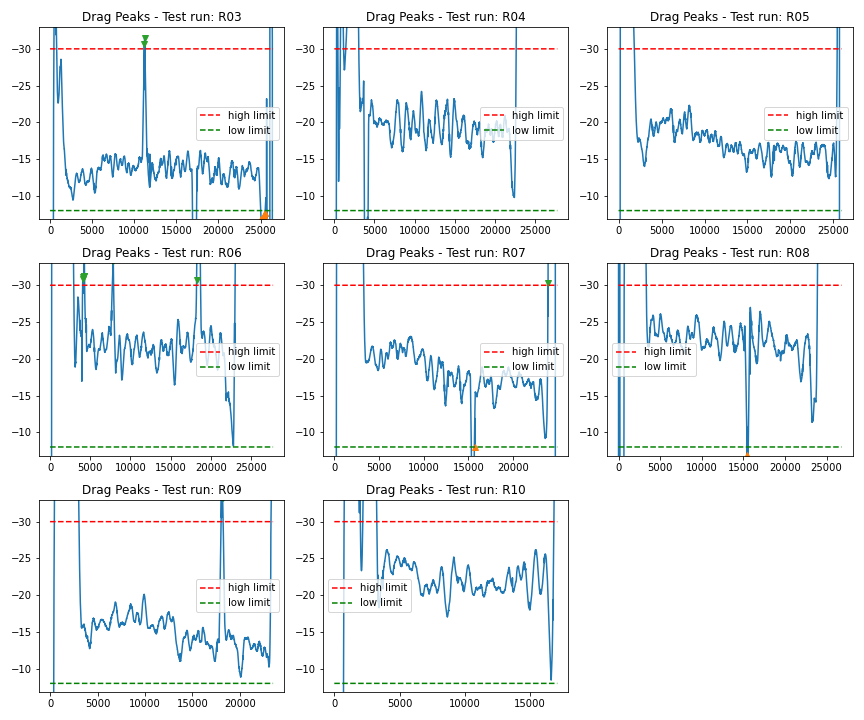 Drag Peaks - Test run: R03
−30
−25
−20
−15
−10
high limit
low limit
0 5000 10000 15000 20000 25000
Drag Peaks - Test run: R04
−30
−25
−20
−15
−10
high limit
low limit
0 5000 10000 15000 20000 25000
Drag Peaks - Test run: R05
−30
−25
−20
−15
−10
high limit
low limit
0 5000 10000 15000 20000 25000
Drag Peaks - Test run: R06
−30
−25
−20
−15
−10
high limit
low limit
0 5000 10000 15000 20000 25000
Drag Peaks - Test run: R07
−30
−25
−20
−15
−10
high limit
low limit
0 5000 10000 15000 20000
Drag Peaks - Test run: R08
−30
−25
−20
−15
−10
high limit
low limit
0 5000 10000 15000 20000 25000
Drag Peaks - Test run: R09
−30
−25
−20
−15
−10
high limit
low limit
0 5000 10000 15000 20000
Drag Peaks - Test run: R10
−30
−25
−20
−15
−10
high limit
low limit
0 5000 10000 15000